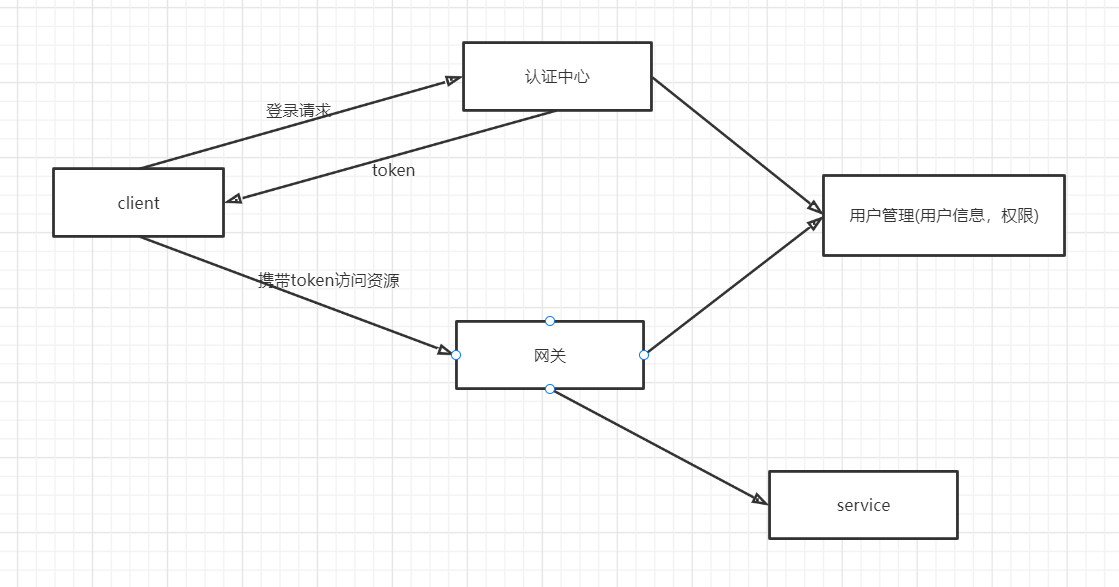 认证中心
登录请求
token
client
用户管理(用户信息，权限)
携带token访问资源
网关
service